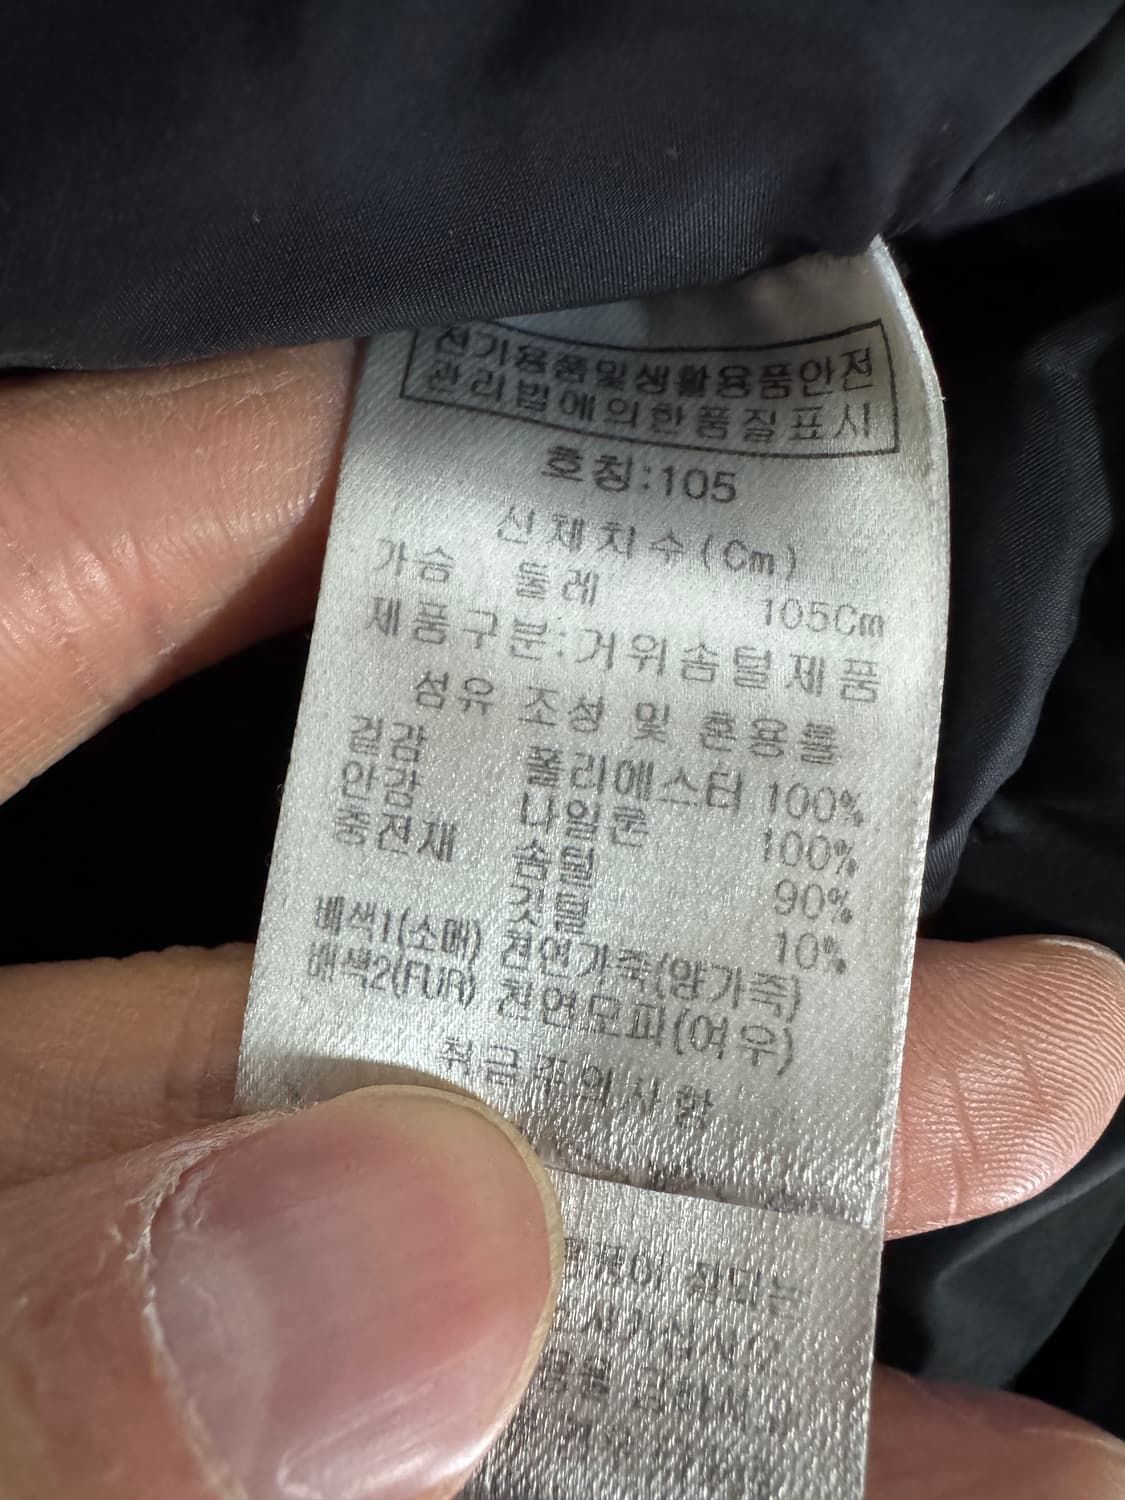 전기용품및생활용품안전
관리법에의한품질표시
호칭:105
신체치수(Cm)
가슴 둘레 105Cm
제품구분:거위솜털제품
섬유 조성 및 혼용률
겉감 폴리에스터 100%
안감 나일론 100%
충전재 솜털 90%
깃털 10%
배색1(소매) 천연가죽(양가죽)
배색2(FUR) 천연모피(여우)
취급주의사항